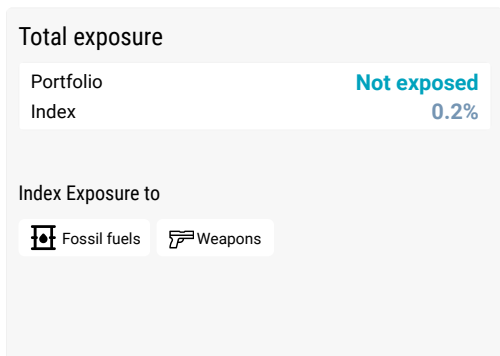 Total exposure
Portfolio Not exposed
Index 0.2%
Index Exposure to
Fossil fuels Weapons